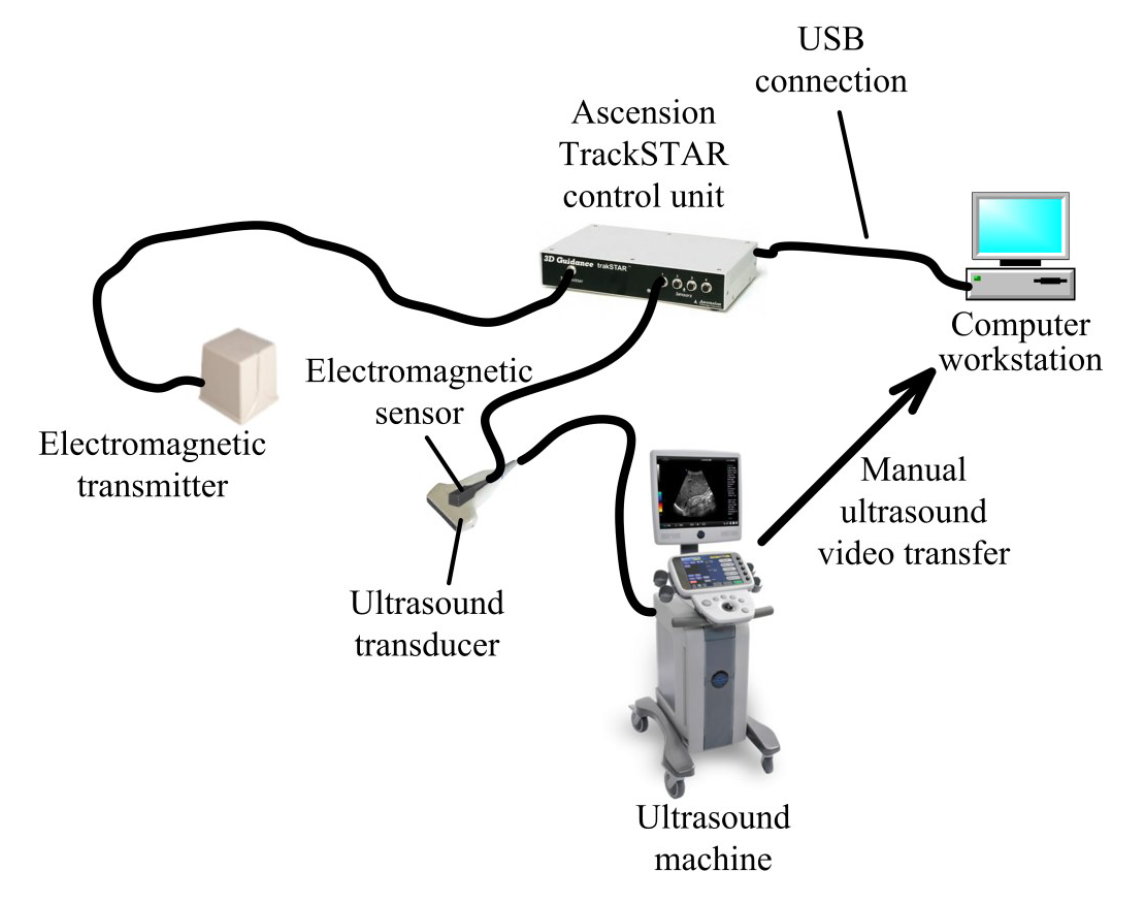 USB
connection
Ascension
TrackSTAR
control unit
3D Guidance trakSTAR
SENSORS
Computer
workstation
Electromagnetic
sensor
Electromagnetic
transmitter
Manual
ultrasound
video transfer
Ultrasound
transducer
Ultrasound
machine